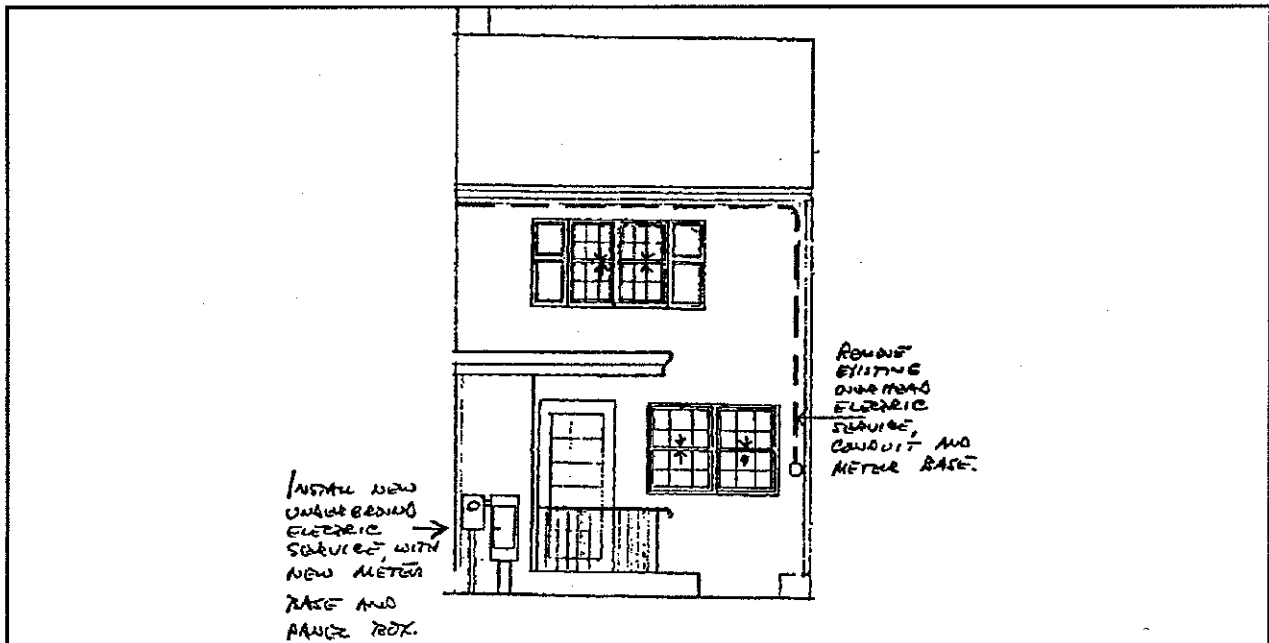 REMOVE
EXISTING
OVERHEAD
ELECTRIC
SERVICE,
CONDUIT AND
METER BASE.
INSTALL NEW
UNDERGROUND
ELECTRIC
SERVICE, WITH
NEW METER
BASE AND
PANEL BOX.